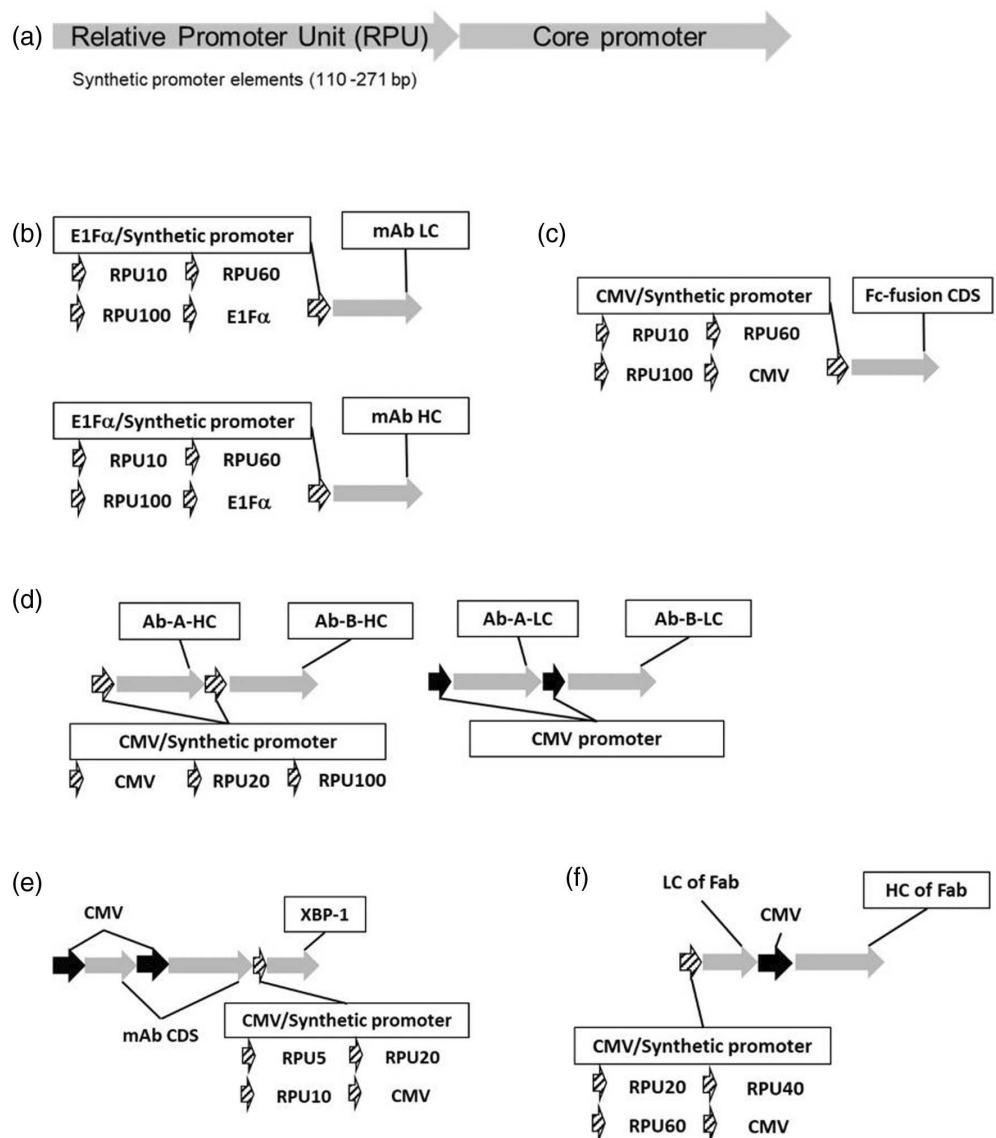 (a) Relative Promoter Unit (RPU) Core promoter
Synthetic promoter elements (110 -271 bp)
(b)
E1Fα/Synthetic promoter
mAb LC
RPU10 RPU60
RPU100 E1Fα
E1Fα/Synthetic promoter
mAb HC
RPU10 RPU60
RPU100 E1Fα
(c)
CMV/Synthetic promoter
Fc-fusion CDS
RPU10 RPU60
RPU100 CMV
(d)
Ab-A-HC Ab-B-HC Ab-A-LC Ab-B-LC
CMV/Synthetic promoter CMV promoter
CMV RPU20 RPU100
(e)
CMV
XBP-1
mAb CDS
CMV/Synthetic promoter
RPU5 RPU20
RPU10 CMV
(f)
LC of Fab
CMV
HC of Fab
CMV/Synthetic promoter
RPU20 RPU40
RPU60 CMV